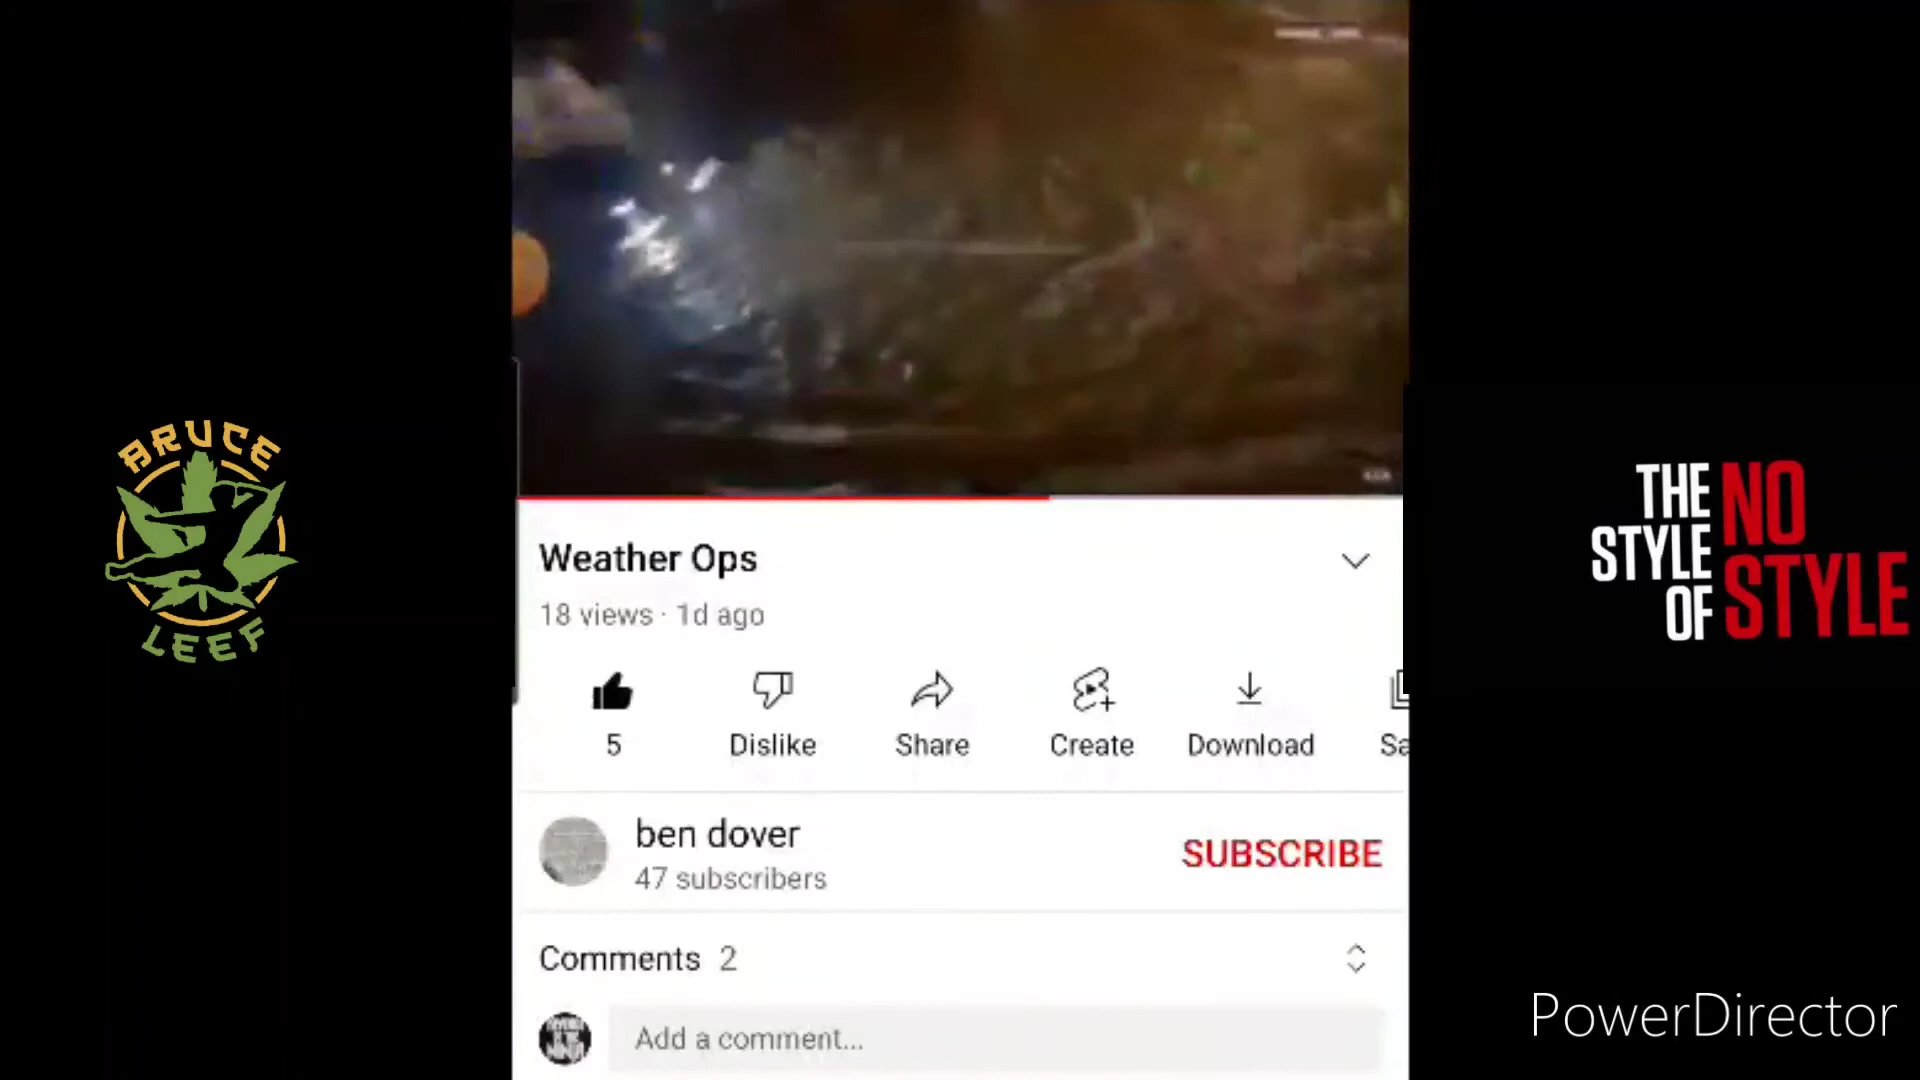 BRUCE
LEEF
Weather Ops
18 views · 1d ago
5
Dislike
Share
Create
Download
Sa
ben dover
47 subscribers
SUBSCRIBE
Comments 2
Add a comment...
THE
STYLE
OF
NO
STYLE
PowerDirector